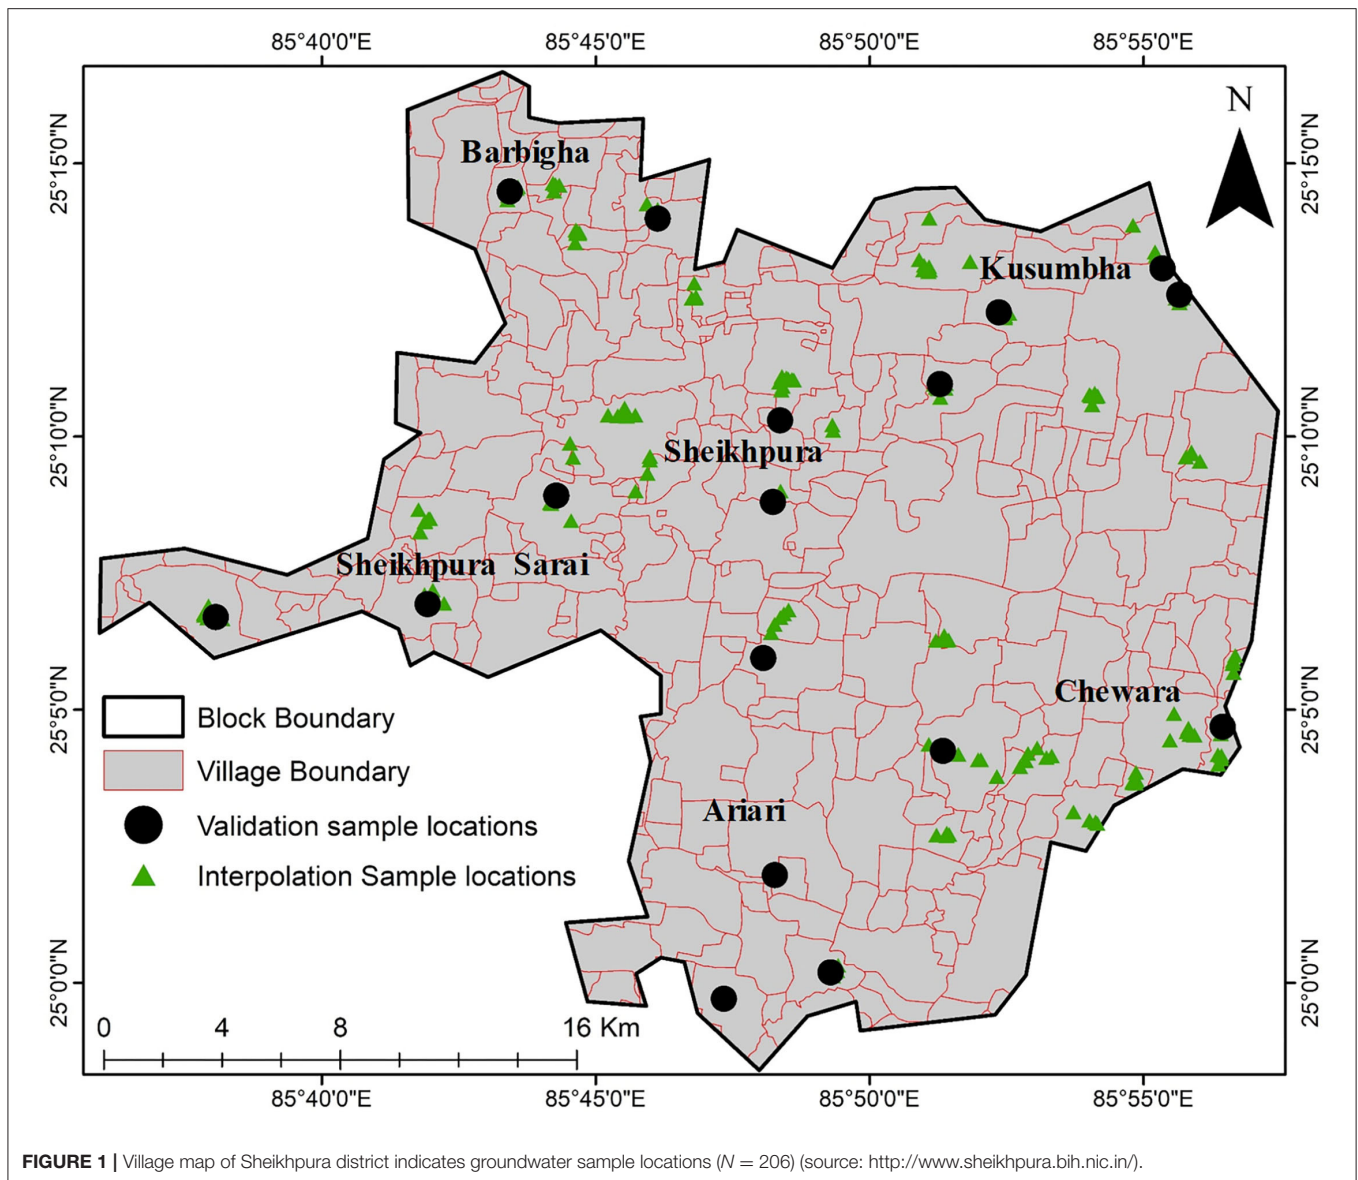 85°40'0"E 85°45'0"E 85°50'0"E 85°55'0"E
N
25°15'0"N 25°15'0"N
Barbigha
Kusumbha
25°10'0"N 25°10'0"N
Sheikhpura
Sheikhpura Sarai
Chewara
25°5'0"N 25°5'0"N
Block Boundary
Village Boundary
Ariari
Validation sample locations
Interpolation Sample locations
25°0'0"N 25°0'0"N
0 4 8 16 Km
85°40'0"E 85°45'0"E 85°50'0"E 85°55'0"E
FIGURE 1 | Village map of Sheikhpura district indicates groundwater sample locations (N = 206) (source: http://www.sheikhpura.bih.nic.in/).